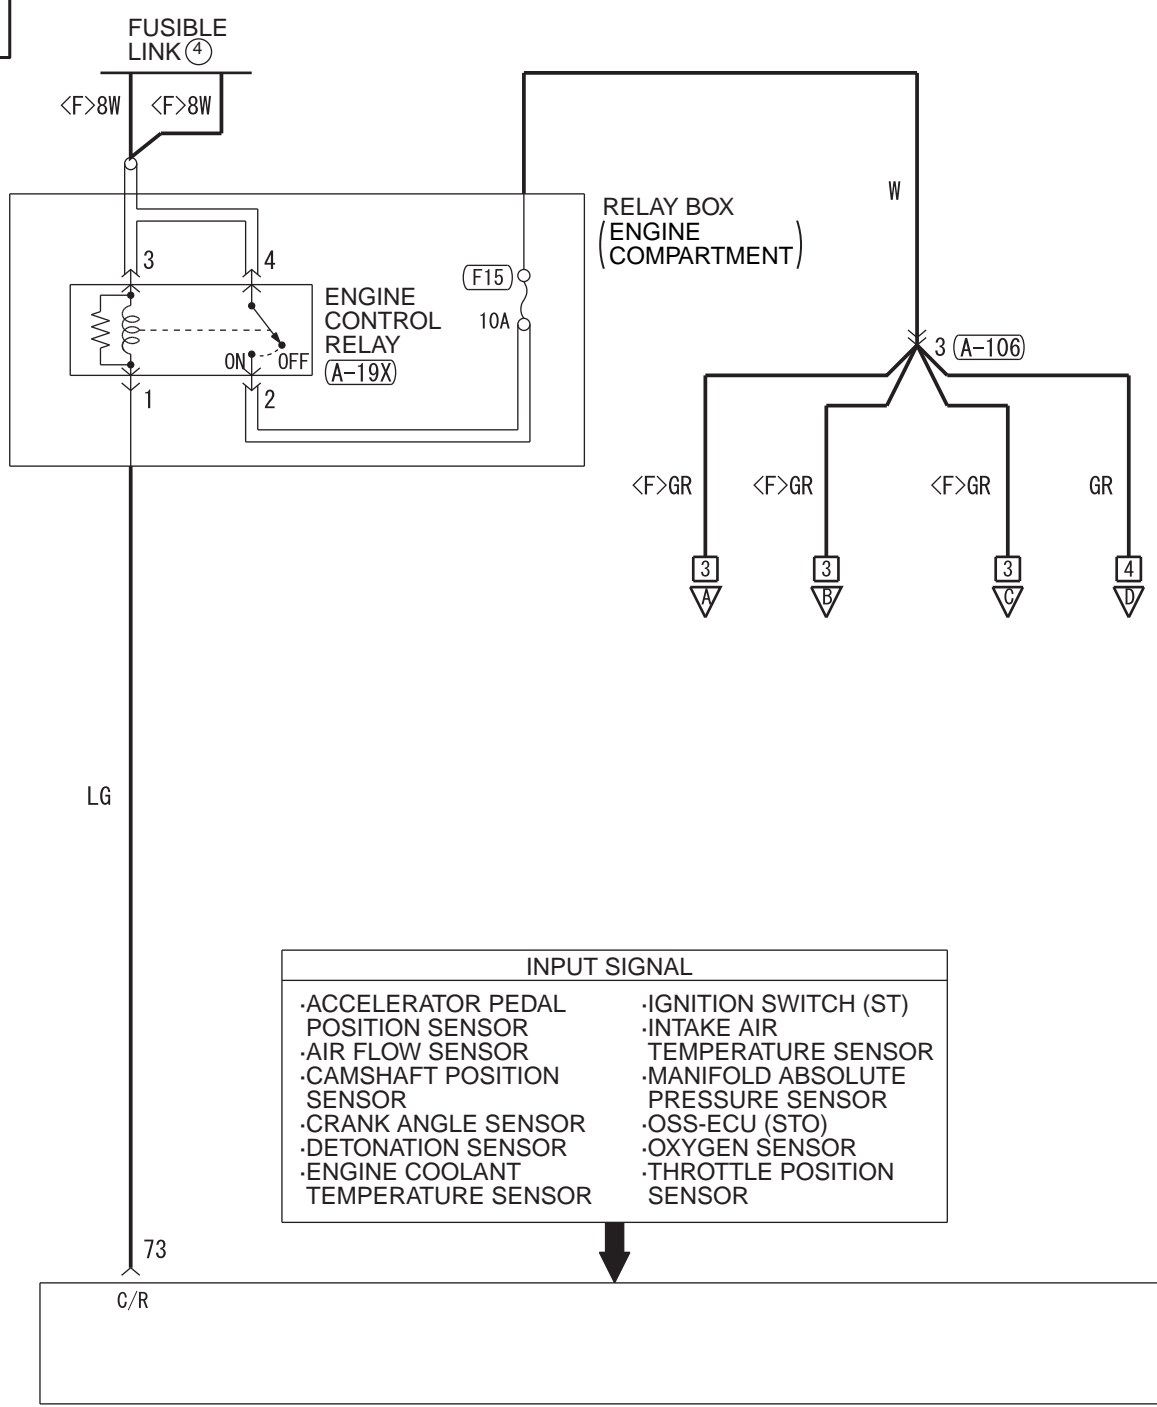 FUSIBLE
LINK 4
<F>8W <F>8W
W
RELAY BOX
(ENGINE
COMPARTMENT)
3 4
F15
10A
ENGINE
CONTROL
RELAY
A-19X
ON OFF
1 2
3 A-106
<F>GR <F>GR <F>GR GR
3 3 3 4
A B C D
LG
INPUT SIGNAL
·ACCELERATOR PEDAL
POSITION SENSOR
·AIR FLOW SENSOR
·CAMSHAFT POSITION
SENSOR
·CRANK ANGLE SENSOR
·DETONATION SENSOR
·ENGINE COOLANT
TEMPERATURE SENSOR
·IGNITION SWITCH (ST)
·INTAKE AIR
TEMPERATURE SENSOR
·MANIFOLD ABSOLUTE
PRESSURE SENSOR
·OSS-ECU (STO)
·OXYGEN SENSOR
·THROTTLE POSITION
SENSOR
73
C/R